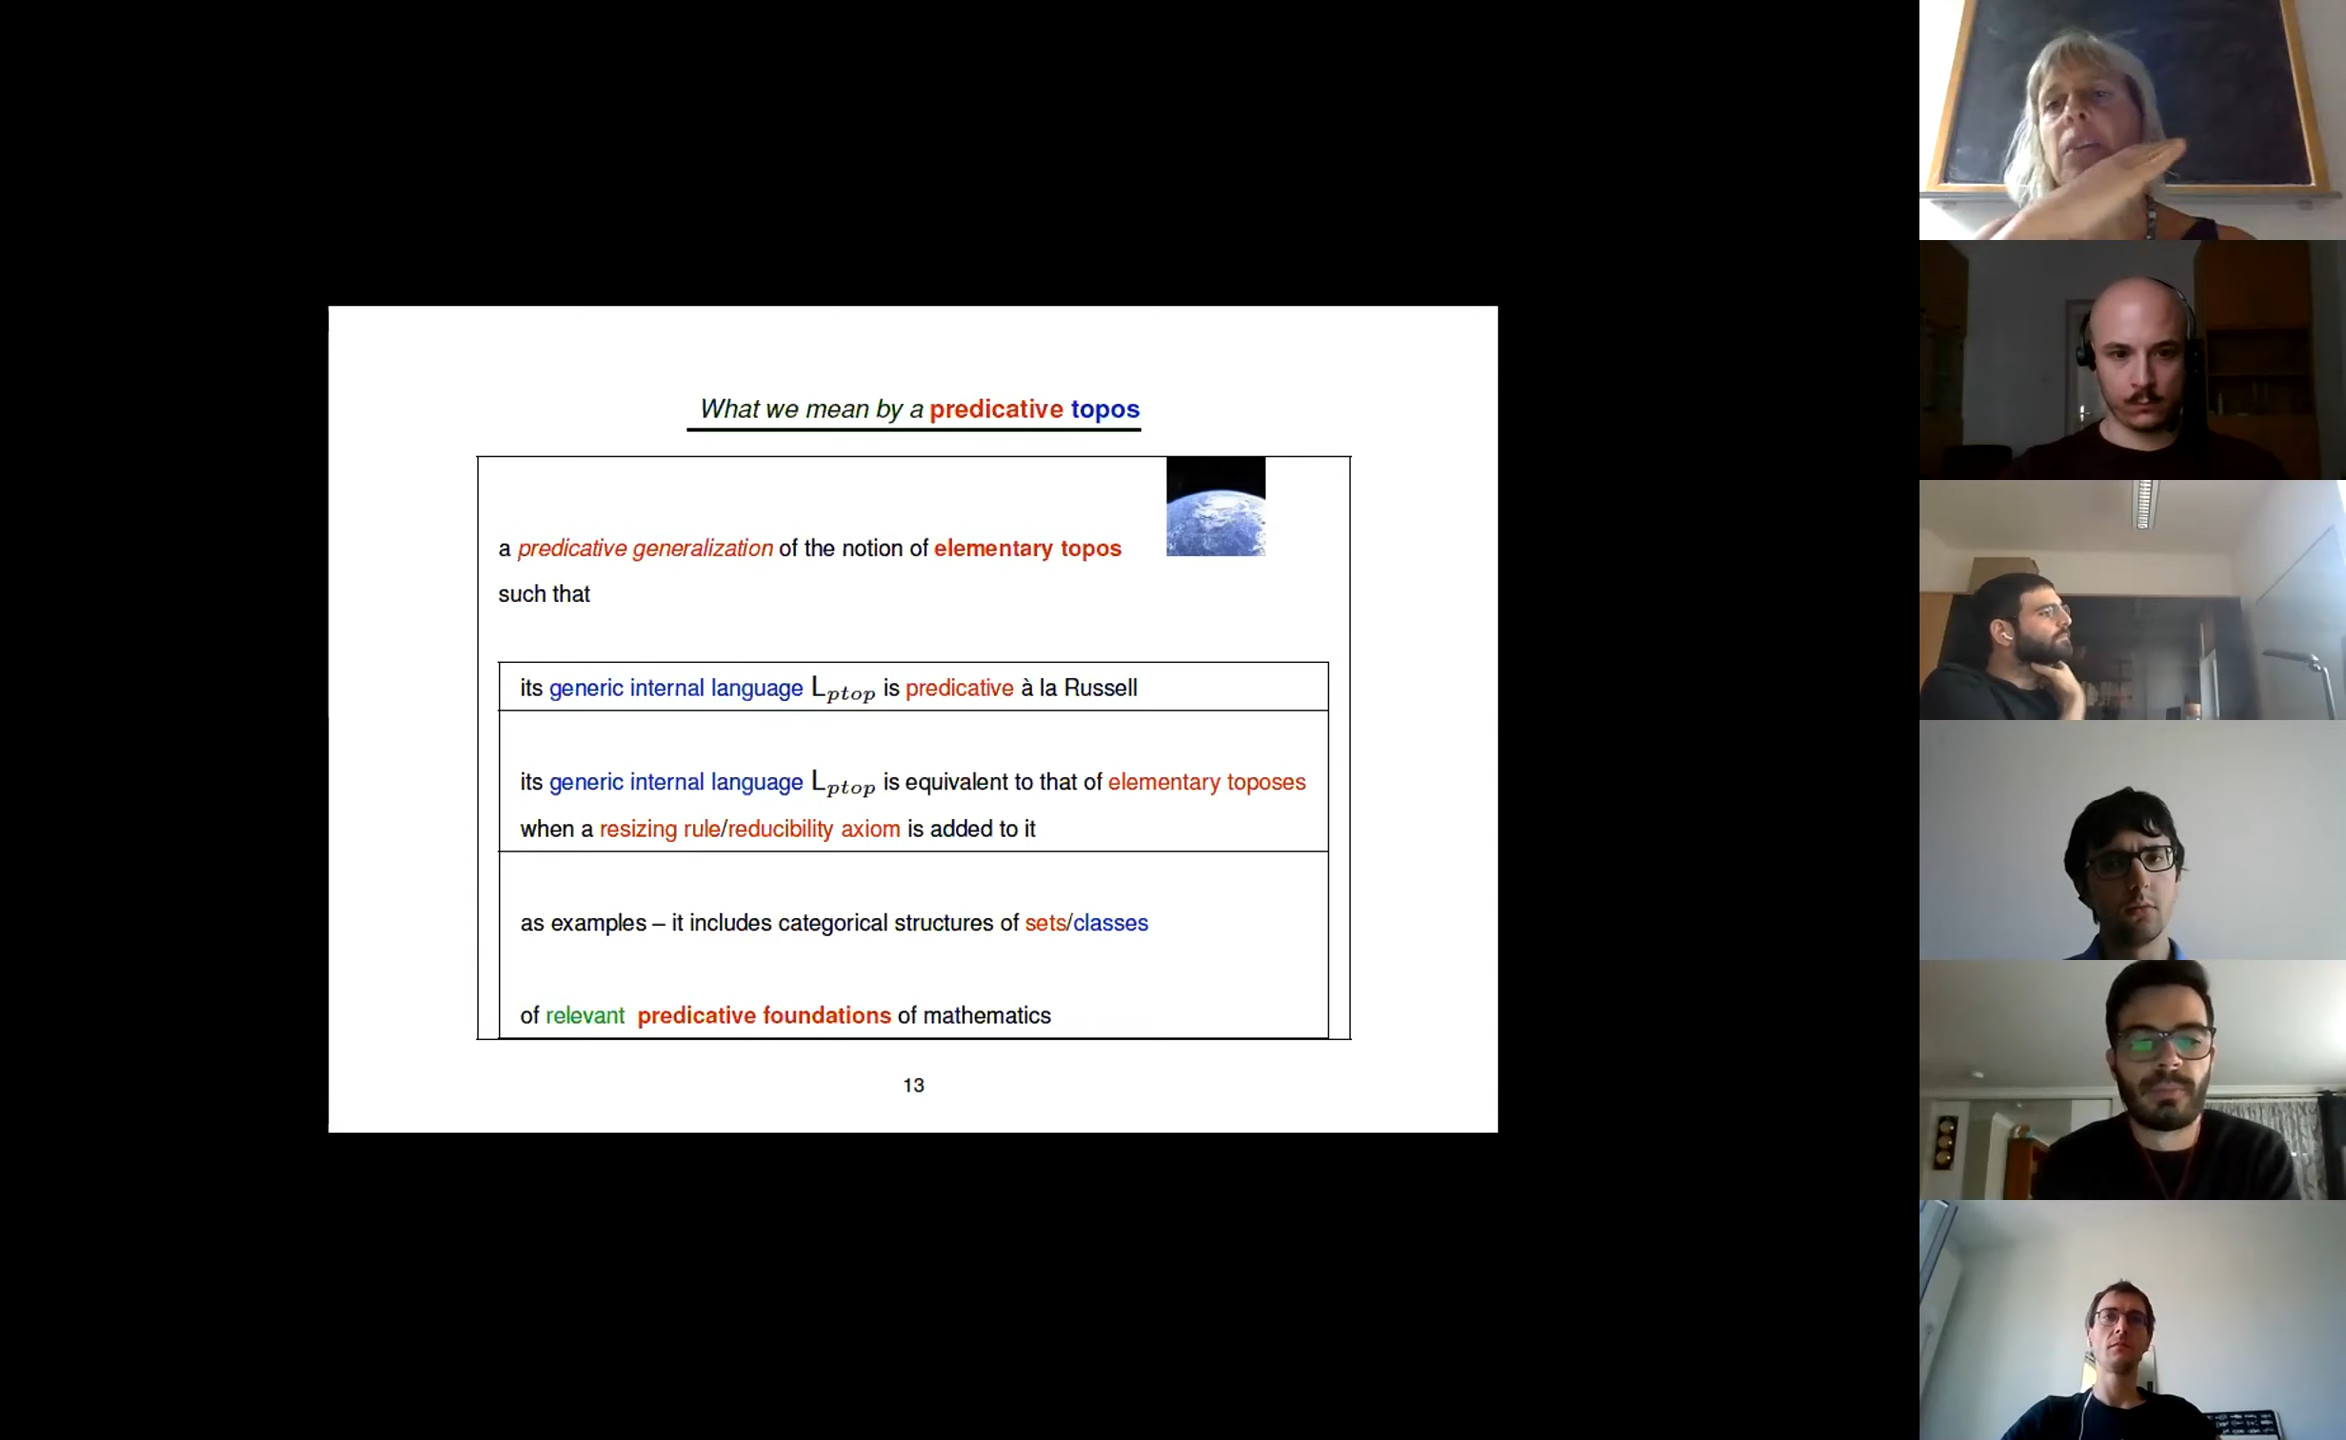 What we mean by a predicative topos
a predicative generalization of the notion of elementary topos
such that
its generic internal language L_ptop is predicative à la Russell
its generic internal language L_ptop is equivalent to that of elementary toposes
when a resizing rule/reducibility axiom is added to it
as examples – it includes categorical structures of sets/classes
of relevant predicative foundations of mathematics
13